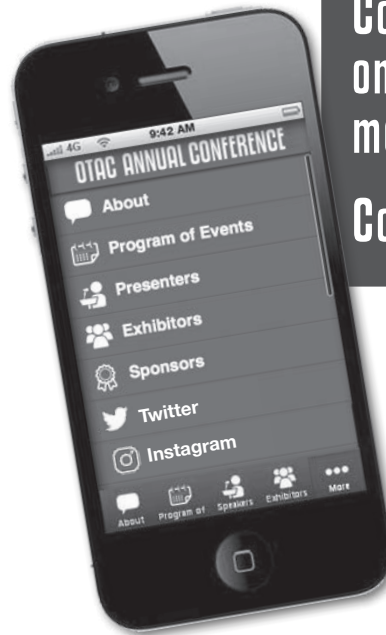 4G
9:42 AM
OTAC ANNUAL CONFERENCE
About
Program of Events
Presenters
Exhibitors
Sponsors
Twitter
Instagram
About
Program of
Speakers
Exhibitors
More
Co
on
Co